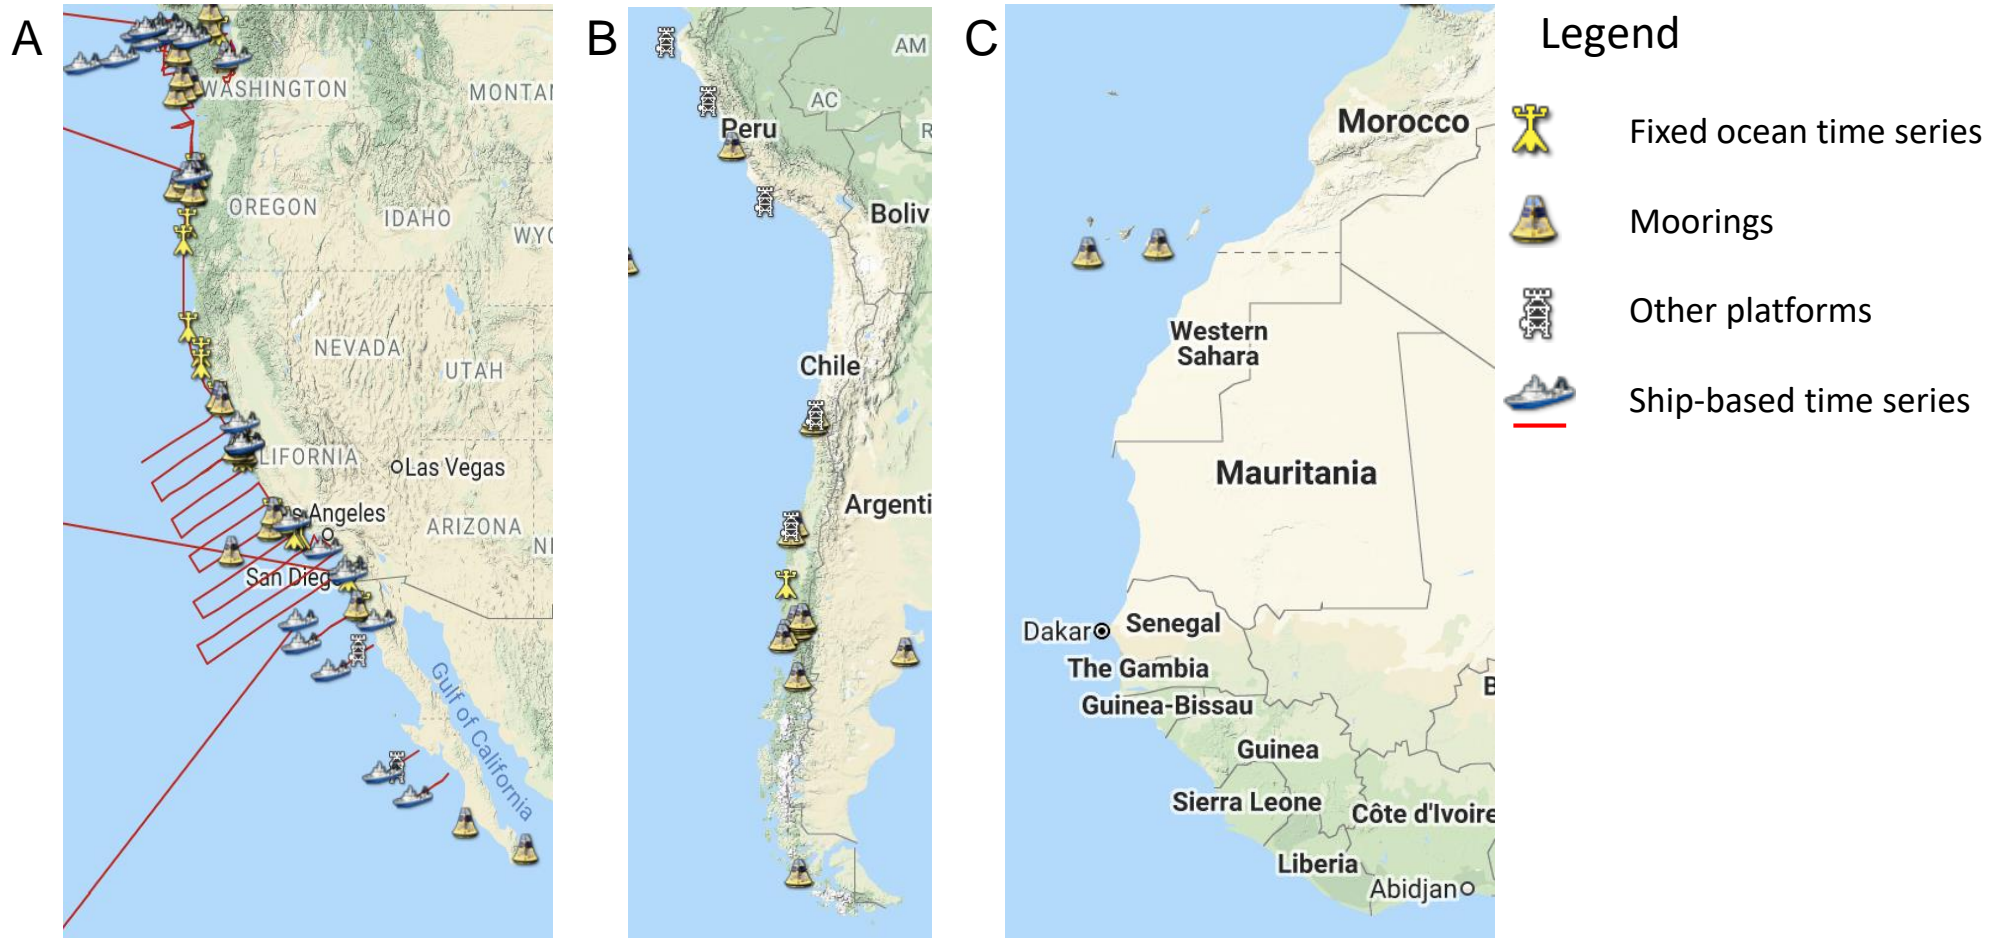 A
WASHINGTON
MONTAN
OREGON
IDAHO
WYO
NEVADA
UTAH
LIFORNIA
Las Vegas
s Angeles
ARIZONA
NE
San Dieg
Gulf of California
B
AM
AC
Peru
R
Boliv
Chile
Argenti
C
Morocco
Western
Sahara
Mauritania
Dakar
Senegal
The Gambia
Guinea-Bissau
B
Guinea
Sierra Leone
Côte d'Ivoire
Liberia
Abidjan
Legend
Fixed ocean time series
Moorings
Other platforms
Ship-based time series